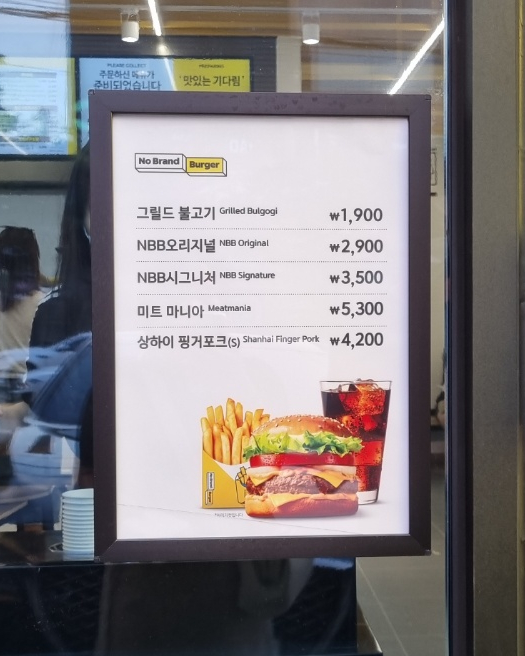 PLEASE COLLECT
주문하신 메뉴가
준비되었습니다
PREPARING
'맛있는 기다림'
No Brand Burger
그릴드 불고기 Grilled Bulgogi ₩1,900
NBB오리지널 NBB Original ₩2,900
NBB시그니처 NBB Signature ₩3,500
미트 마니아 Meatmania ₩5,300
상하이 핑거포크(S) Shanhai Finger Pork ₩4,200